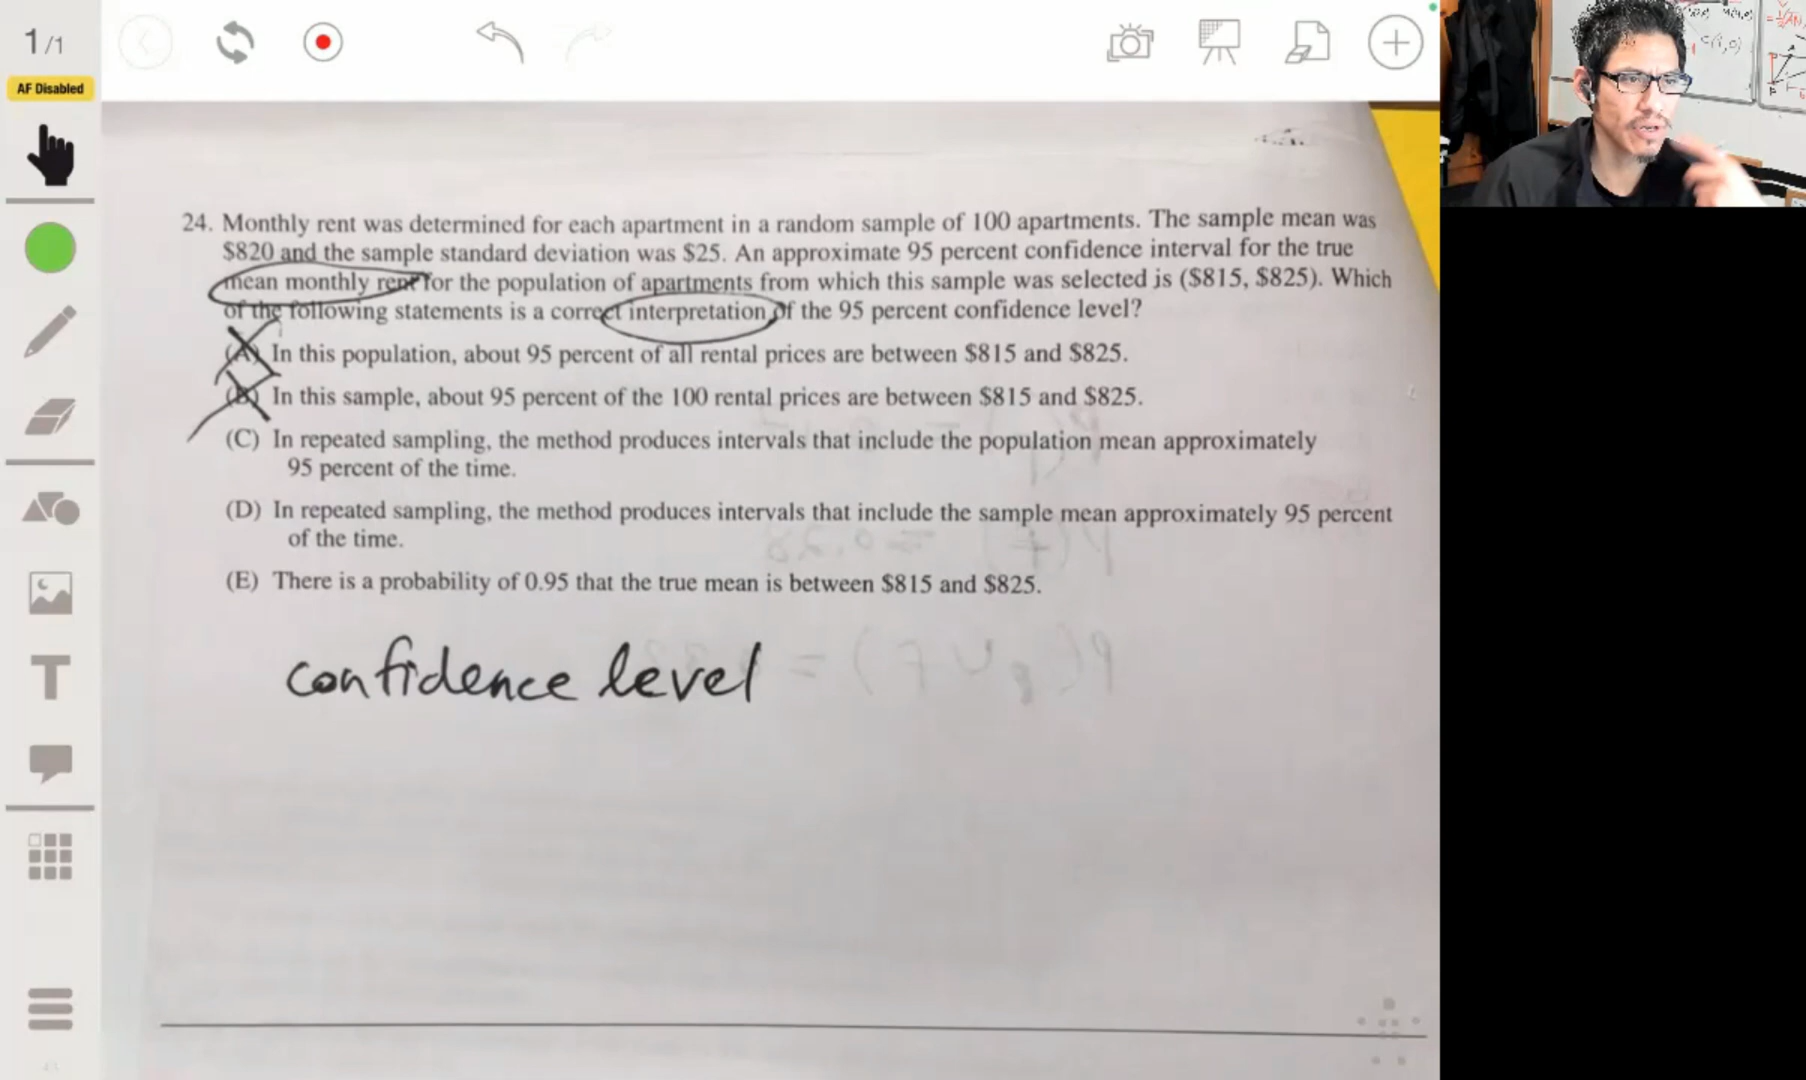 1/1
AF Disabled
24. Monthly rent was determined for each apartment in a random sample of 100 apartments. The sample mean was
$820 and the sample standard deviation was $25. An approximate 95 percent confidence interval for the true
mean monthly rent for the population of apartments from which this sample was selected is ($815, $825). Which
of the following statements is a correct interpretation of the 95 percent confidence level?
(A) In this population, about 95 percent of all rental prices are between $815 and $825.
(B) In this sample, about 95 percent of the 100 rental prices are between $815 and $825.
(C) In repeated sampling, the method produces intervals that include the population mean approximately
95 percent of the time.
(D) In repeated sampling, the method produces intervals that include the sample mean approximately 95 percent
of the time.
(E) There is a probability of 0.95 that the true mean is between $815 and $825.
confidence level
T
C(1,0)